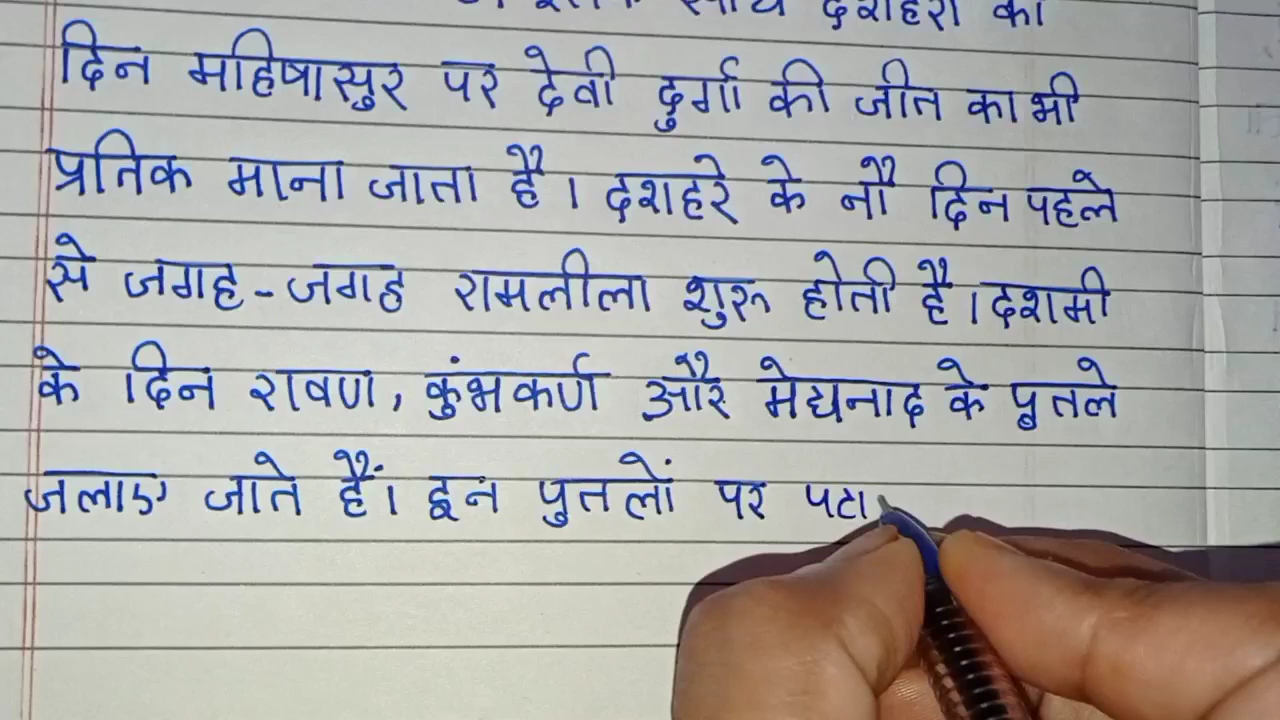 के साथ दशहरा का
दिन महिषासुर पर देवी दुर्गा की जीत का भी
प्रतिक माना जाता है। दशहरे के नौ दिन पहले
से जगह-जगह रामलीला शुरू होती है। दशमी
के दिन रावण, कुंभकर्ण और मेघनाद के पुतले
जलाए जाते हैं। इन पुतलों पर पटा